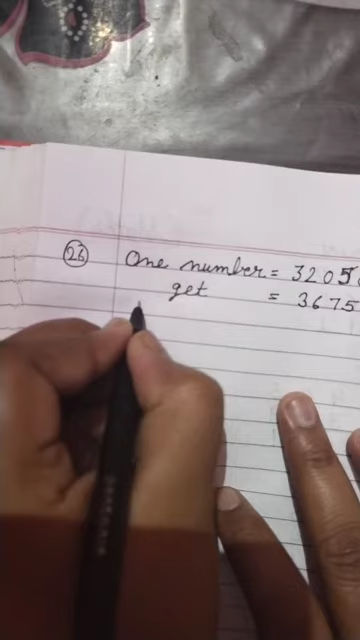 26 One number = 3205
get = 3675